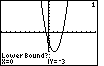 1
Lower Bound?
X=0 Y=-3